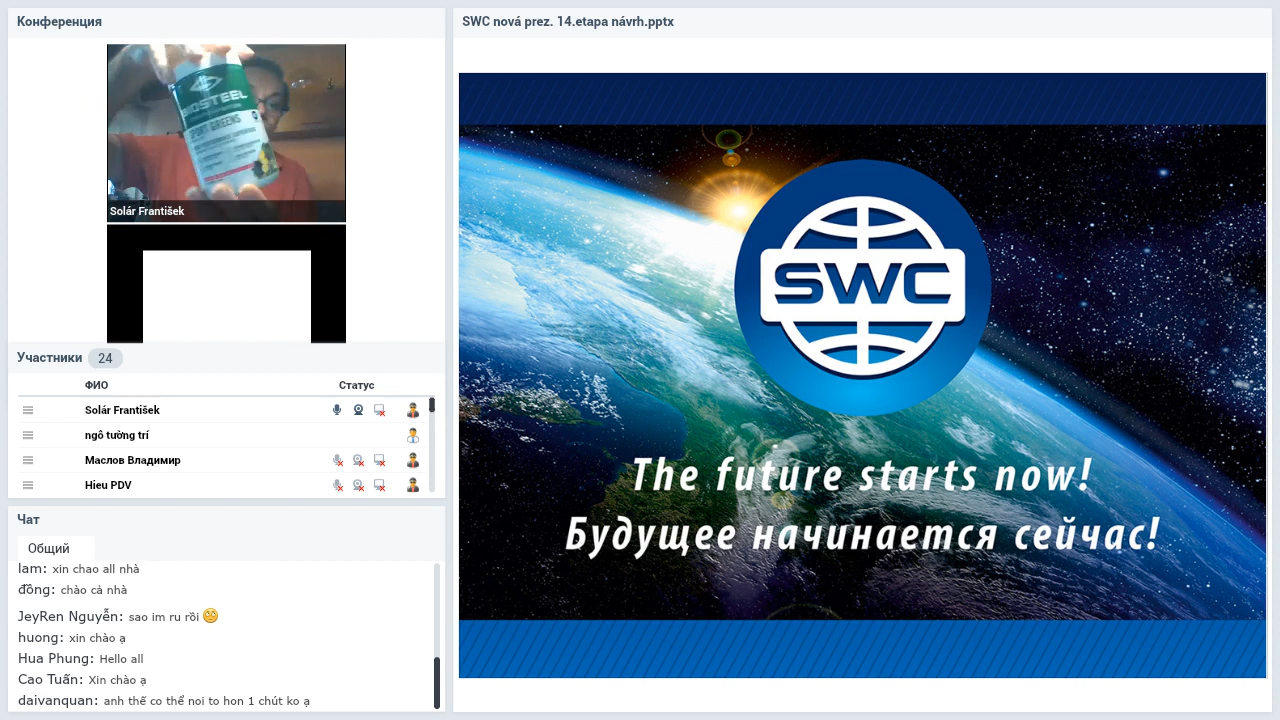 Конференция
BIOSTEEL
SPORT GREENS
Solár František
Участники 24
ФИО Статус
Solár František
ngô tường trí
Маслов Владимир
Hieu PDV
Чат
Общий
lam: xin chao all nhà
đồng: chào cả nhà
JeyRen Nguyễn: sao im ru rồi
huong: xin chào ạ
Hua Phung: Hello all
Cao Tuấn: Xin chào ạ
daivanquan: anh thế co thể noi to hon 1 chút ko ạ
SWC nová prez. 14.etapa návrh.pptx
SWC
The future starts now!
Будущее начинается сейчас!